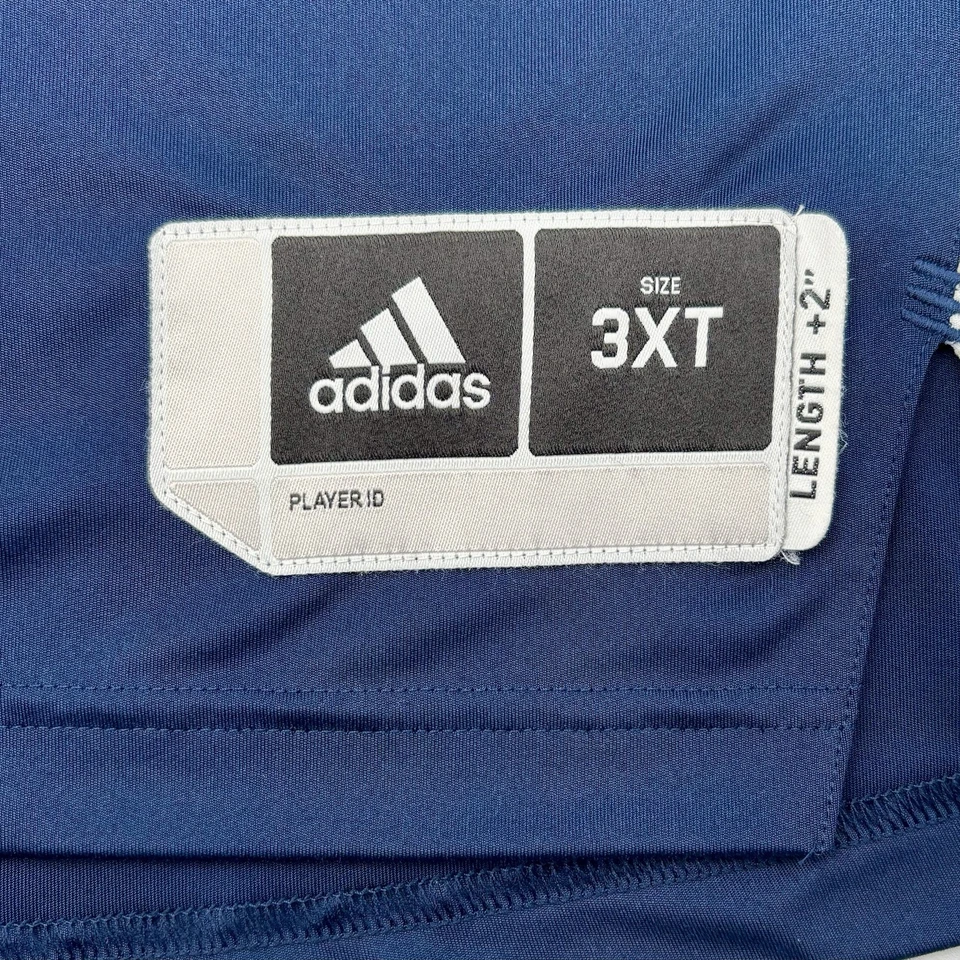 adidas
SIZE
3XT
PLAYER ID
LENGTH +2"